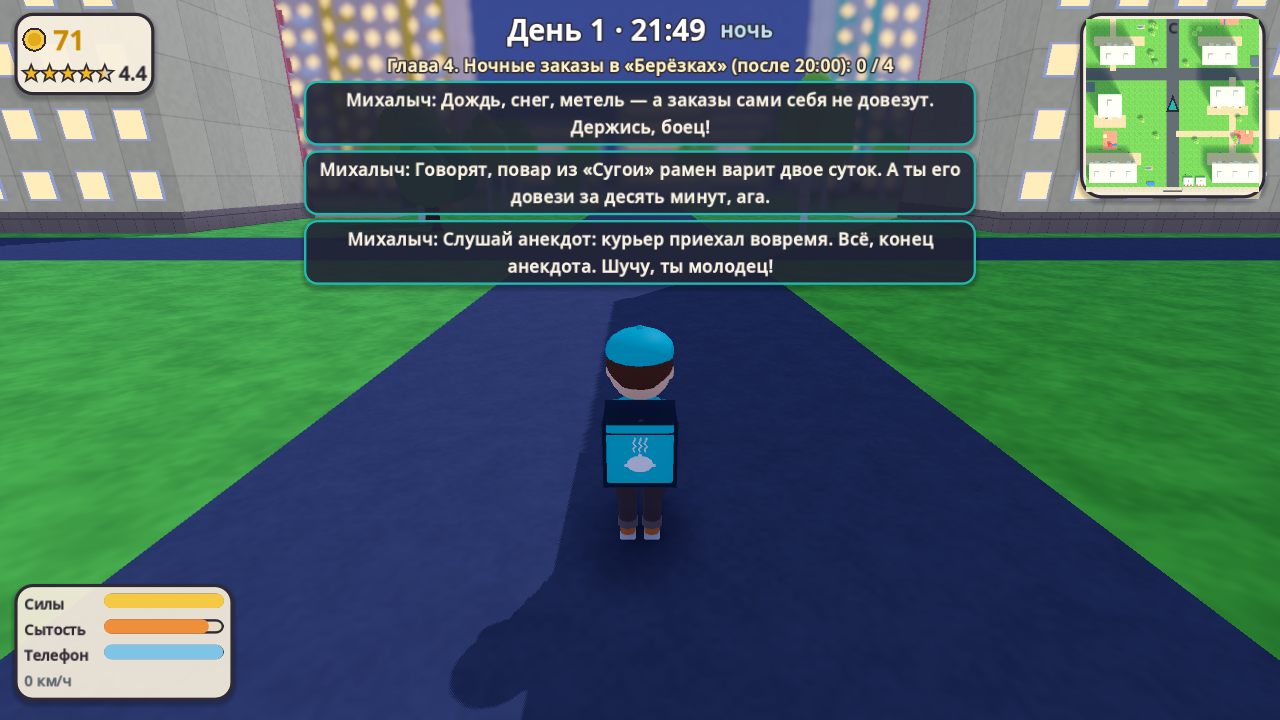 71
4.4
День 1 · 21:49 ночь
Глава 4. Ночные заказы в «Берёзках» (после 20:00): 0 / 4
Михалыч: Дождь, снег, метель — а заказы сами себя не довезут.
Держись, боец!
Михалыч: Говорят, повар из «Сугои» рамен варит двое суток. А ты его
довези за десять минут, ага.
Михалыч: Слушай анекдот: курьер приехал вовремя. Всё, конец
анекдота. Шучу, ты молодец!
С
Силы
Сытость
Телефон
0 км/ч